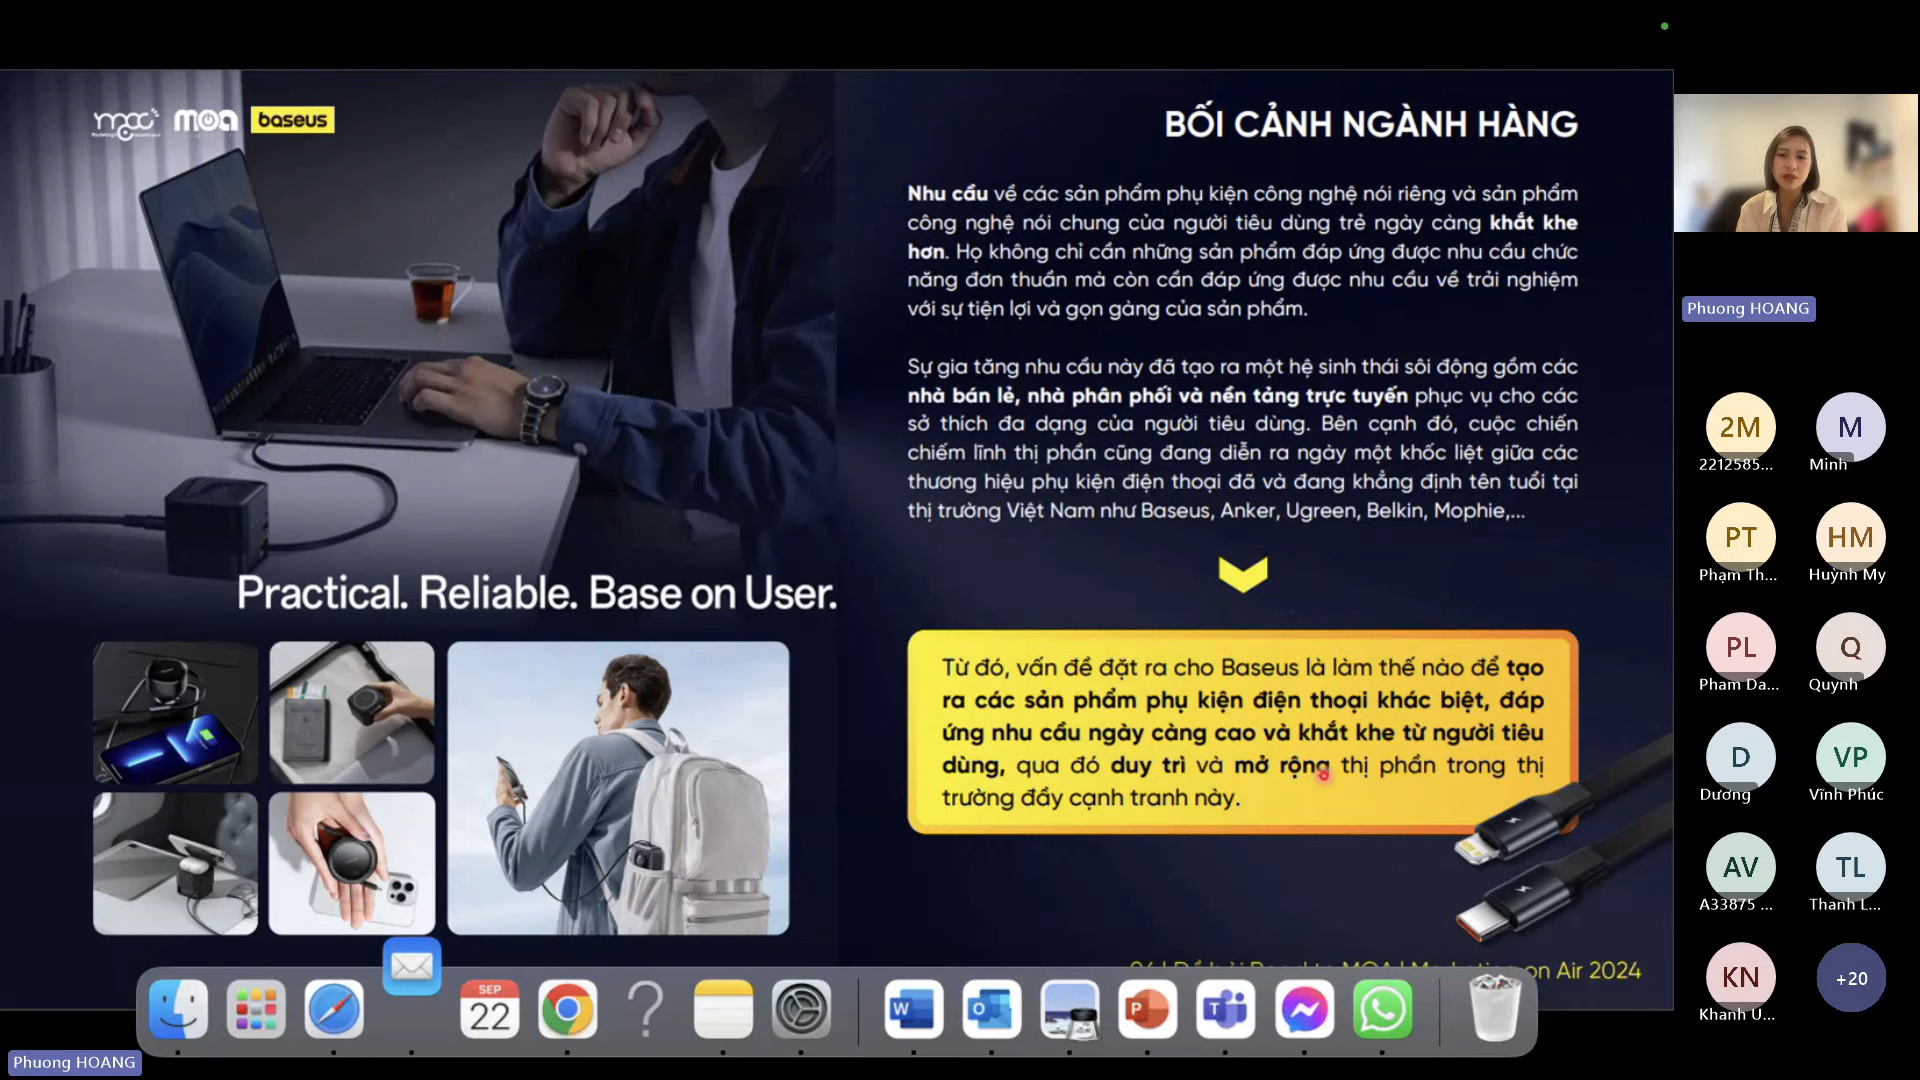 moc
moa
baseus
BỐI CẢNH NGÀNH HÀNG
Nhu cầu về các sản phẩm phụ kiện công nghệ nói riêng và sản phẩm
công nghệ nói chung của người tiêu dùng trẻ ngày càng khắt khe
hơn. Họ không chỉ cần những sản phẩm đáp ứng được nhu cầu chức
năng đơn thuần mà còn cần đáp ứng được nhu cầu về trải nghiệm
với sự tiện lợi và gọn gàng của sản phẩm.
Sự gia tăng nhu cầu này đã tạo ra một hệ sinh thái sôi động gồm các
nhà bán lẻ, nhà phân phối và nền tảng trực tuyến phục vụ cho các
sở thích đa dạng của người tiêu dùng. Bên cạnh đó, cuộc chiến
chiếm lĩnh thị phần cũng đang diễn ra ngày một khốc liệt giữa các
thương hiệu phụ kiện điện thoại đã và đang khẳng định tên tuổi tại
thị trường Việt Nam như Baseus, Anker, Ugreen, Belkin, Mophie,...
Practical. Reliable. Base on User.
Từ đó, vấn đề đặt ra cho Baseus là làm thế nào để tạo
ra các sản phẩm phụ kiện điện thoại khác biệt, đáp
ứng nhu cầu ngày càng cao và khắt khe từ người tiêu
dùng, qua đó duy trì và mở rộng thị phần trong thị
trường đầy cạnh tranh này.
on Air 2024
SEP
22
Phuong HOANG
2M
2212585...
M
Minh
PT
Phạm Th...
HM
Huỳnh My
PL
Pham Da...
Q
Quỳnh
D
Dương
VP
Vĩnh Phúc
AV
A33875 ...
TL
Thanh L...
KN
Khanh U...
+20
Phuong HOANG